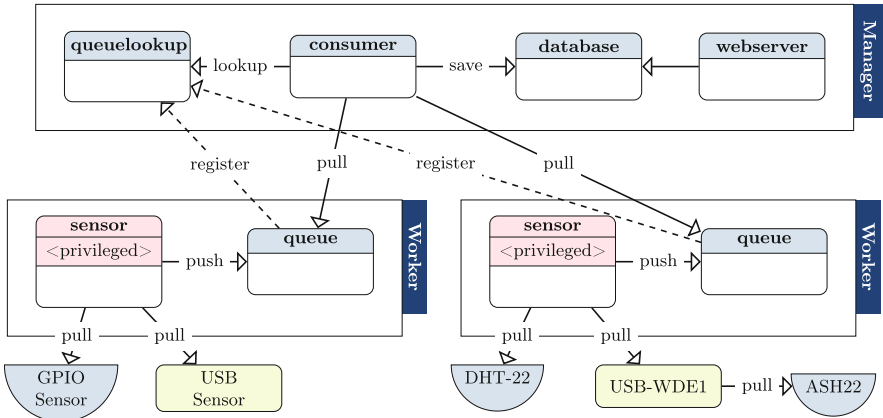 queuelookup
consumer
database
webserver
Manager
lookup
save
register
pull
register
pull
sensor
<privileged>
queue
Worker
push
sensor
<privileged>
queue
Worker
push
pull
pull
pull
pull
GPIO
Sensor
USB
Sensor
DHT-22
USB-WDE1
pull
ASH22